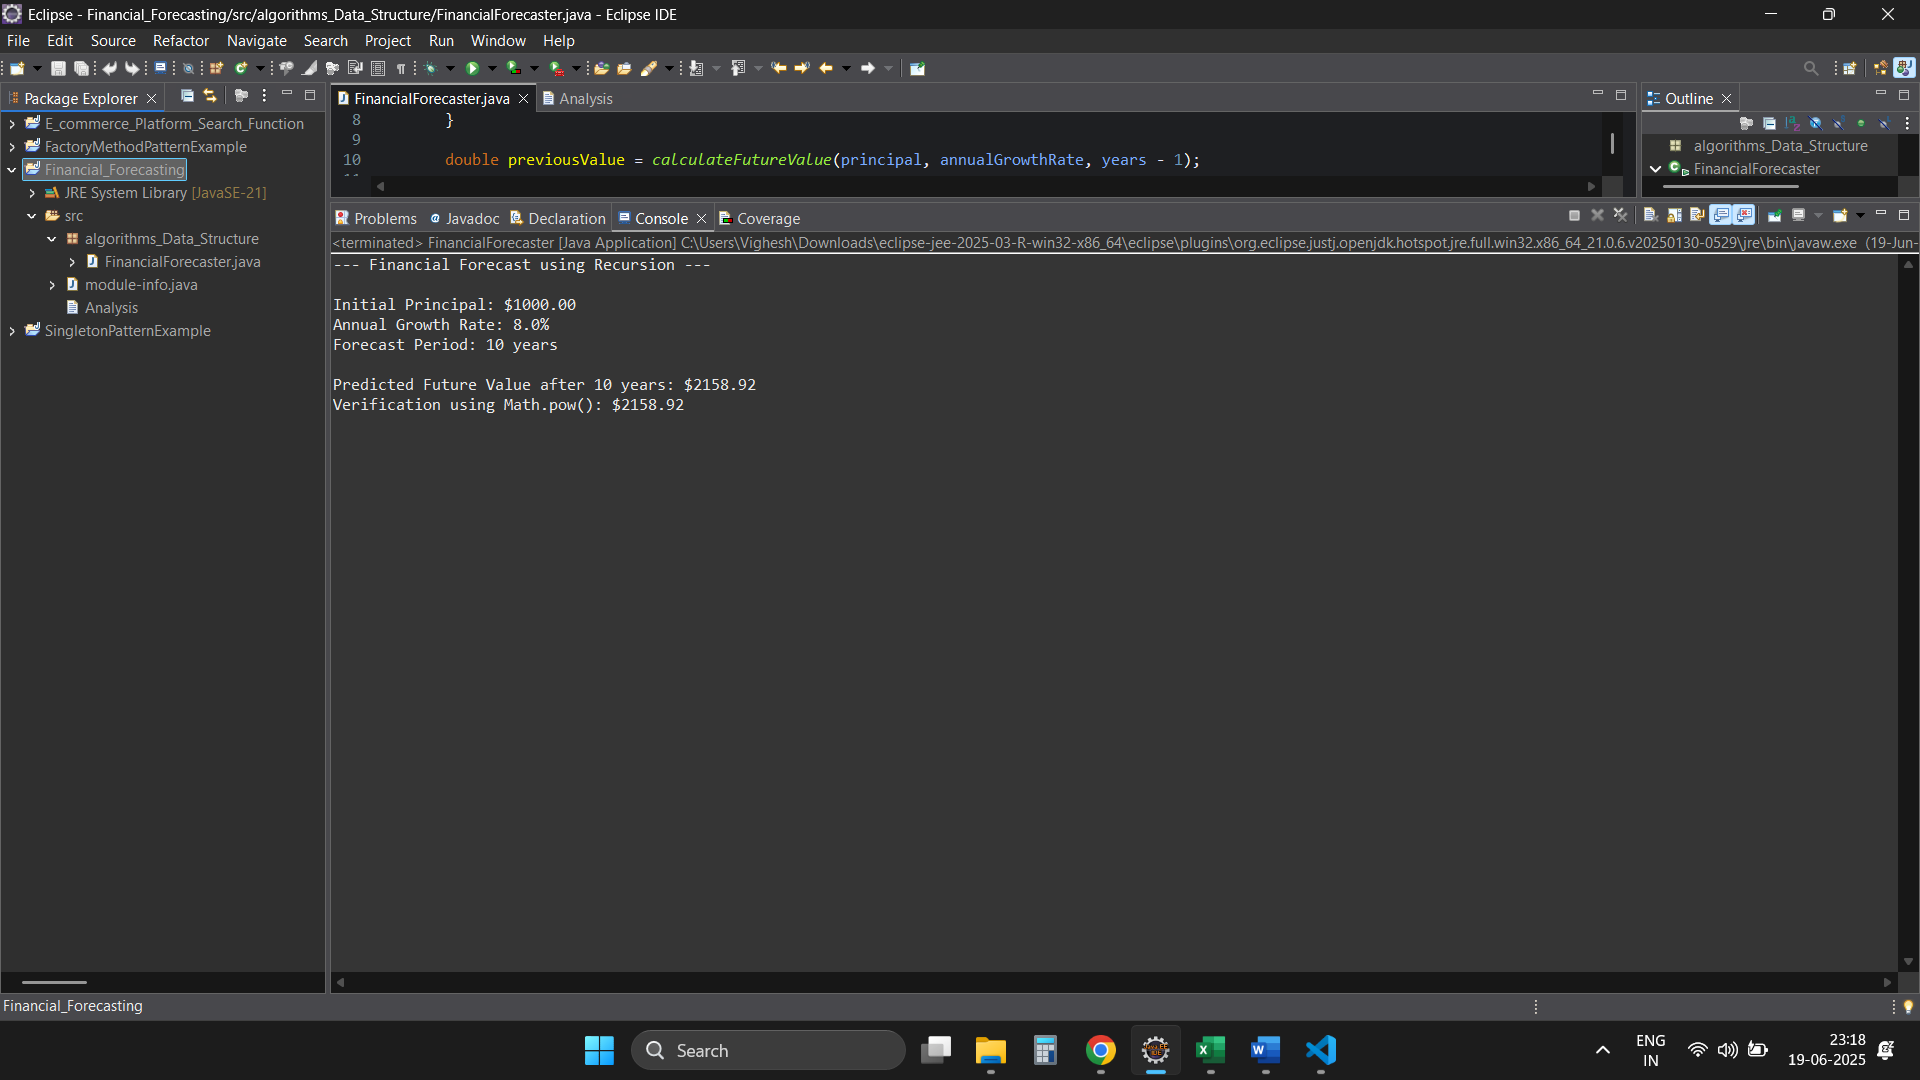 Eclipse - Financial_Forecasting/src/algorithms_Data_Structure/FinancialForecaster.java - Eclipse IDE
File Edit Source Refactor Navigate Search Project Run Window Help
Package Explorer
E_commerce_Platform_Search_Function
FactoryMethodPatternExample
Financial_Forecasting
JRE System Library [JavaSE-21]
src
algorithms_Data_Structure
FinancialForecaster.java
module-info.java
Analysis
SingletonPatternExample
FinancialForecaster.java Analysis
8 }
9
10 double previousValue = calculateFutureValue(principal, annualGrowthRate, years - 1);
Outline
algorithms_Data_Structure
FinancialForecaster
Problems Javadoc Declaration Console Coverage
<terminated> FinancialForecaster [Java Application] C:\Users\Vighesh\Downloads\eclipse-jee-2025-03-R-win32-x86_64\eclipse\plugins\org.eclipse.justj.openjdk.hotspot.jre.full.win32.x86_64_21.0.6.v20250130-0529\jre\bin\javaw.exe (19-Jun-
--- Financial Forecast using Recursion ---
Initial Principal: $1000.00
Annual Growth Rate: 8.0%
Forecast Period: 10 years
Predicted Future Value after 10 years: $2158.92
Verification using Math.pow(): $2158.92
Financial_Forecasting
Search
ENG
IN
23:18
19-06-2025